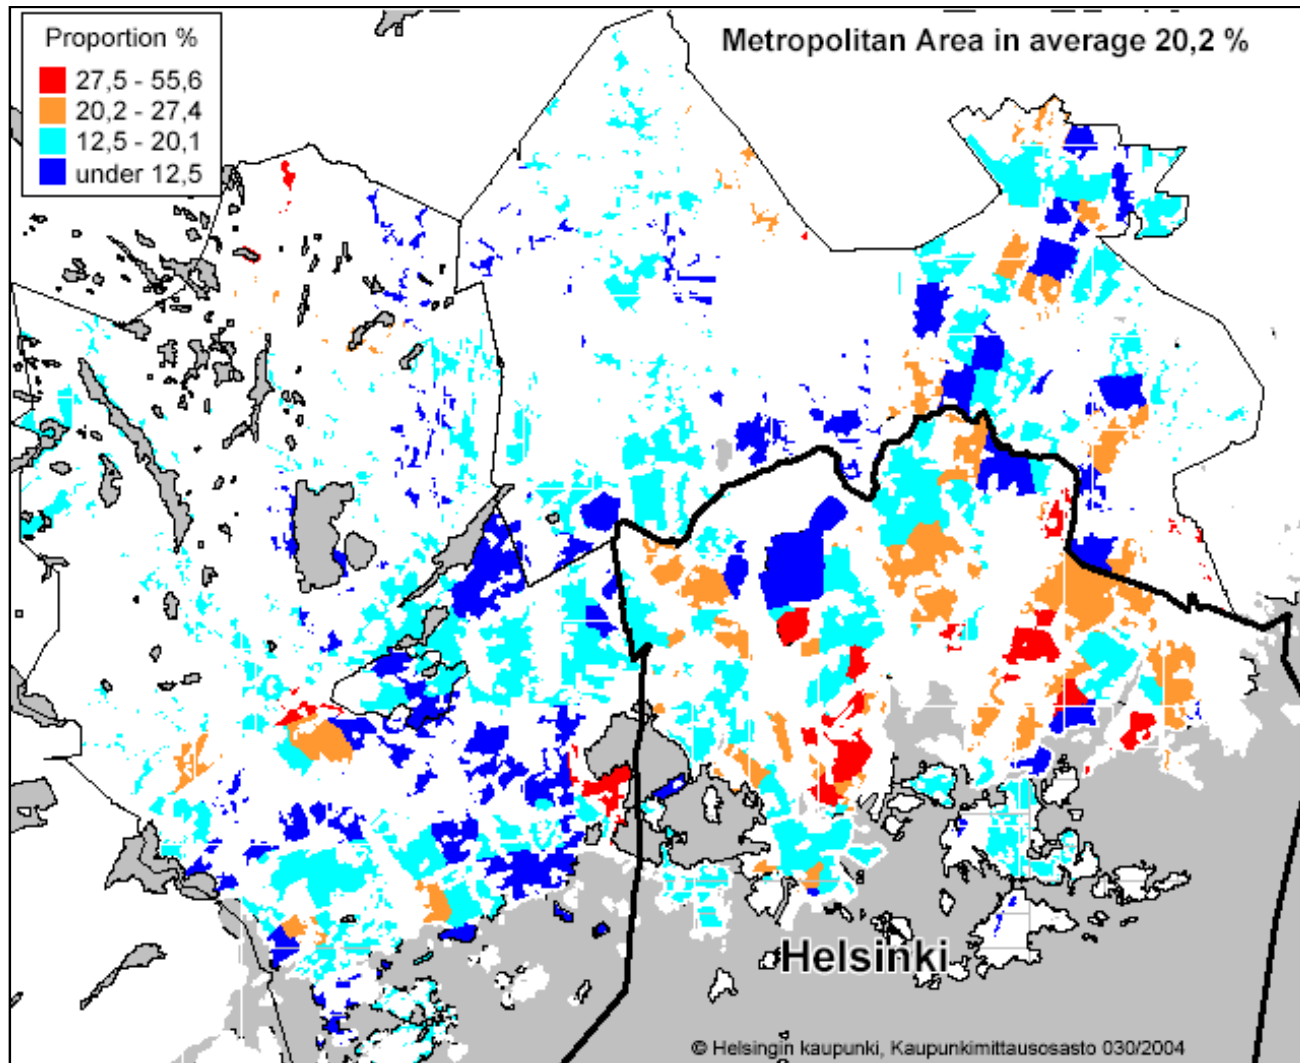 Proportion %
27,5 - 55,6
20,2 - 27,4
12,5 - 20,1
under 12,5
Metropolitan Area in average 20,2 %
Helsinki
© Helsingin kaupunki, Kaupunkimittausosasto 030/2004